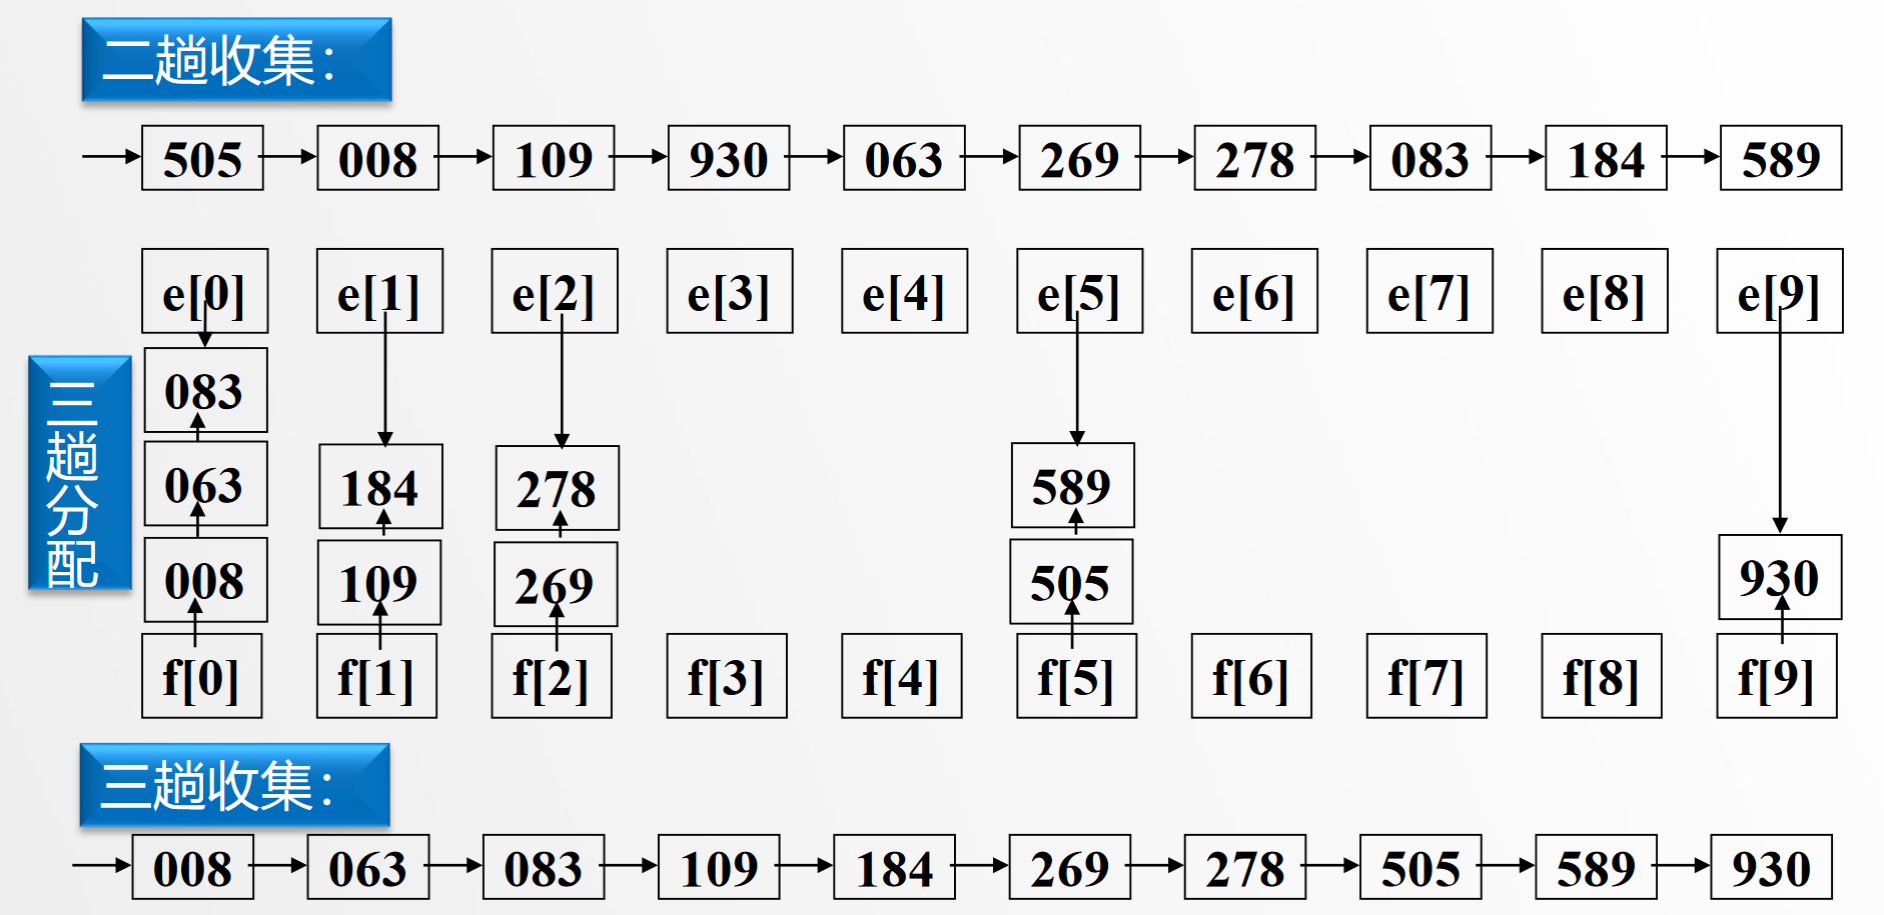 二趟收集：
505 008 109 930 063 269 278 083 184 589
e[0] e[1] e[2] e[3] e[4] e[5] e[6] e[7] e[8] e[9]
三趟分配
083
063 184 278 589
008 109 269 505 930
f[0] f[1] f[2] f[3] f[4] f[5] f[6] f[7] f[8] f[9]
三趟收集：
008 063 083 109 184 269 278 505 589 930